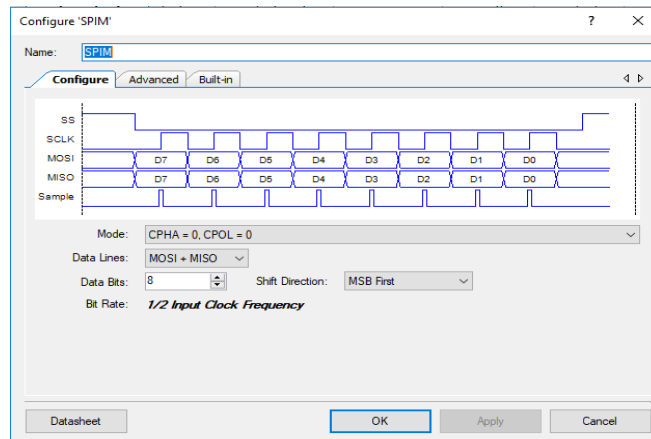 Configure 'SPIM'
Name: SPIM
Configure Advanced Built-in
SS
SCLK
MOSI D7 D6 D5 D4 D3 D2 D1 D0
MISO D7 D6 D5 D4 D3 D2 D1 D0
Sample
Mode: CPHA = 0, CPOL = 0
Data Lines: MOSI + MISO
Data Bits: 8 Shift Direction: MSB First
Bit Rate: 1/2 Input Clock Frequency
Datasheet OK Apply Cancel